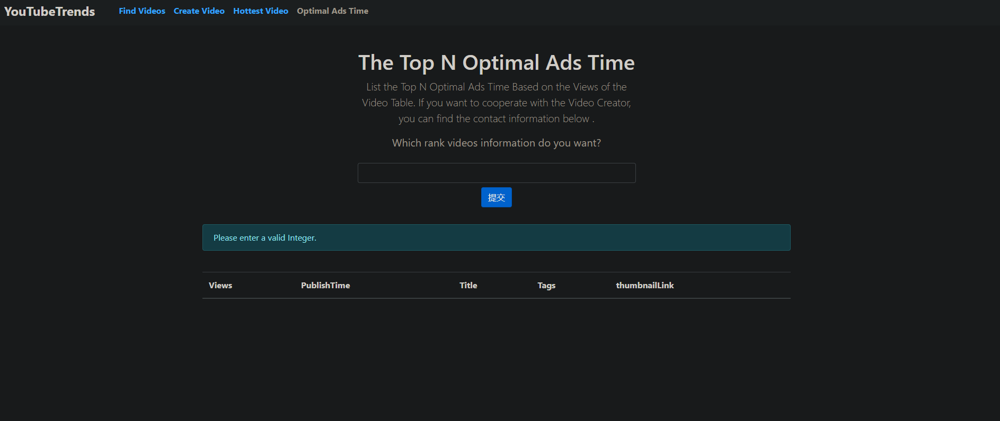 YouTubeTrends Find Videos Create Video Hottest Video Optimal Ads Time
The Top N Optimal Ads Time
List the Top N Optimal Ads Time Based on the Views of the
Video Table. If you want to cooperate with the Video Creator,
you can find the contact information below .
Which rank videos information do you want?
提交
Please enter a valid Integer.
Views PublishTime Title Tags thumbnailLink